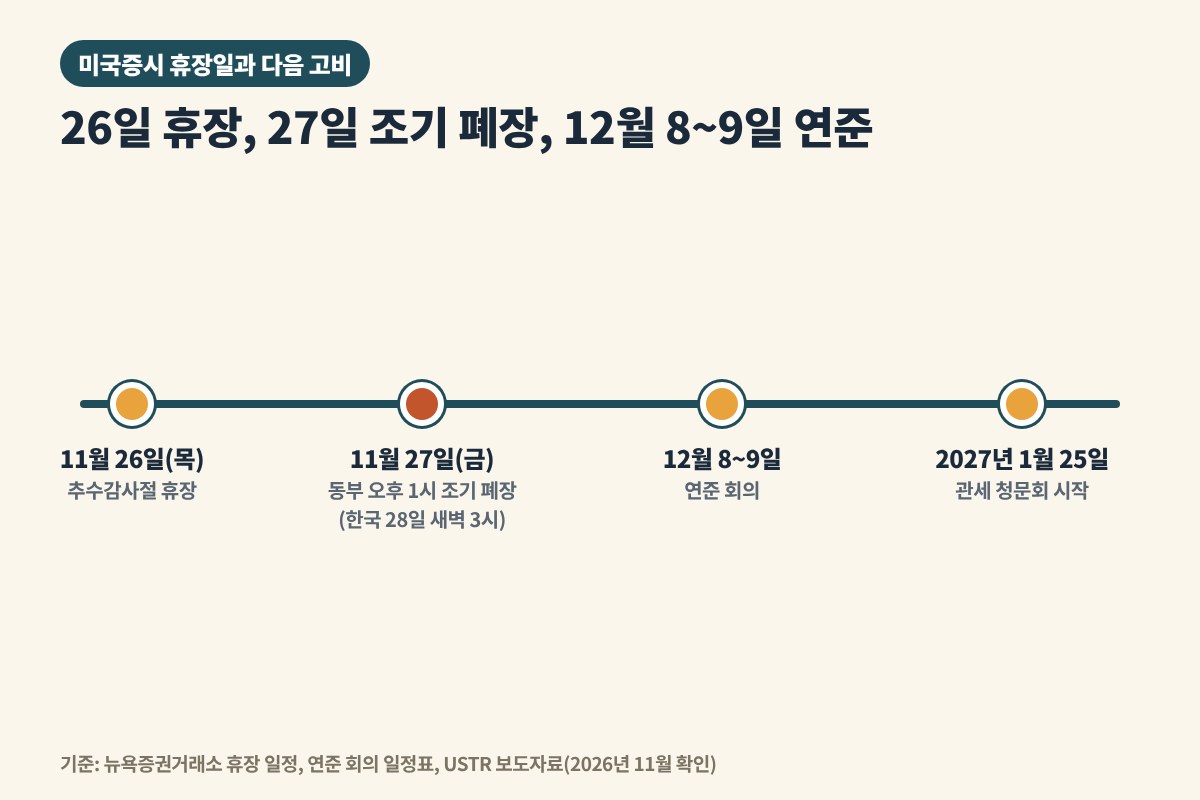 미국증시 휴장일과 다음 고비
26일 휴장, 27일 조기 폐장, 12월 8~9일 연준
11월 26일(목)
추수감사절 휴장
11월 27일(금)
동부 오후 1시 조기 폐장
(한국 28일 새벽 3시)
12월 8~9일
연준 회의
2027년 1월 25일
관세 청문회 시작
기준: 뉴욕증권거래소 휴장 일정, 연준 회의 일정표, USTR 보도자료(2026년 11월 확인)